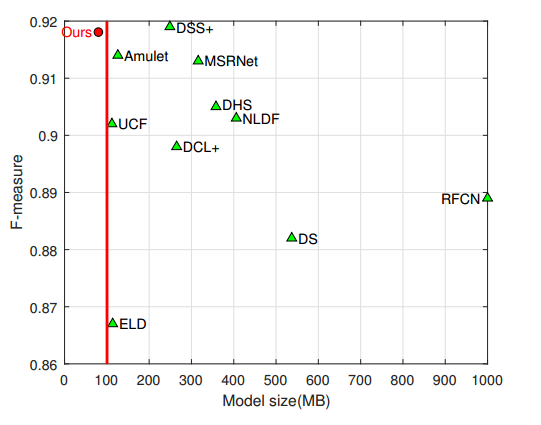 0.92
Ours
DSS+
Amulet
MSRNet
0.91
DHS
NLDF
UCF
0.9
DCL+
F-measure
0.89
RFCN
0.88
DS
0.87
ELD
0.86
0 100 200 300 400 500 600 700 800 900 1000
Model size(MB)